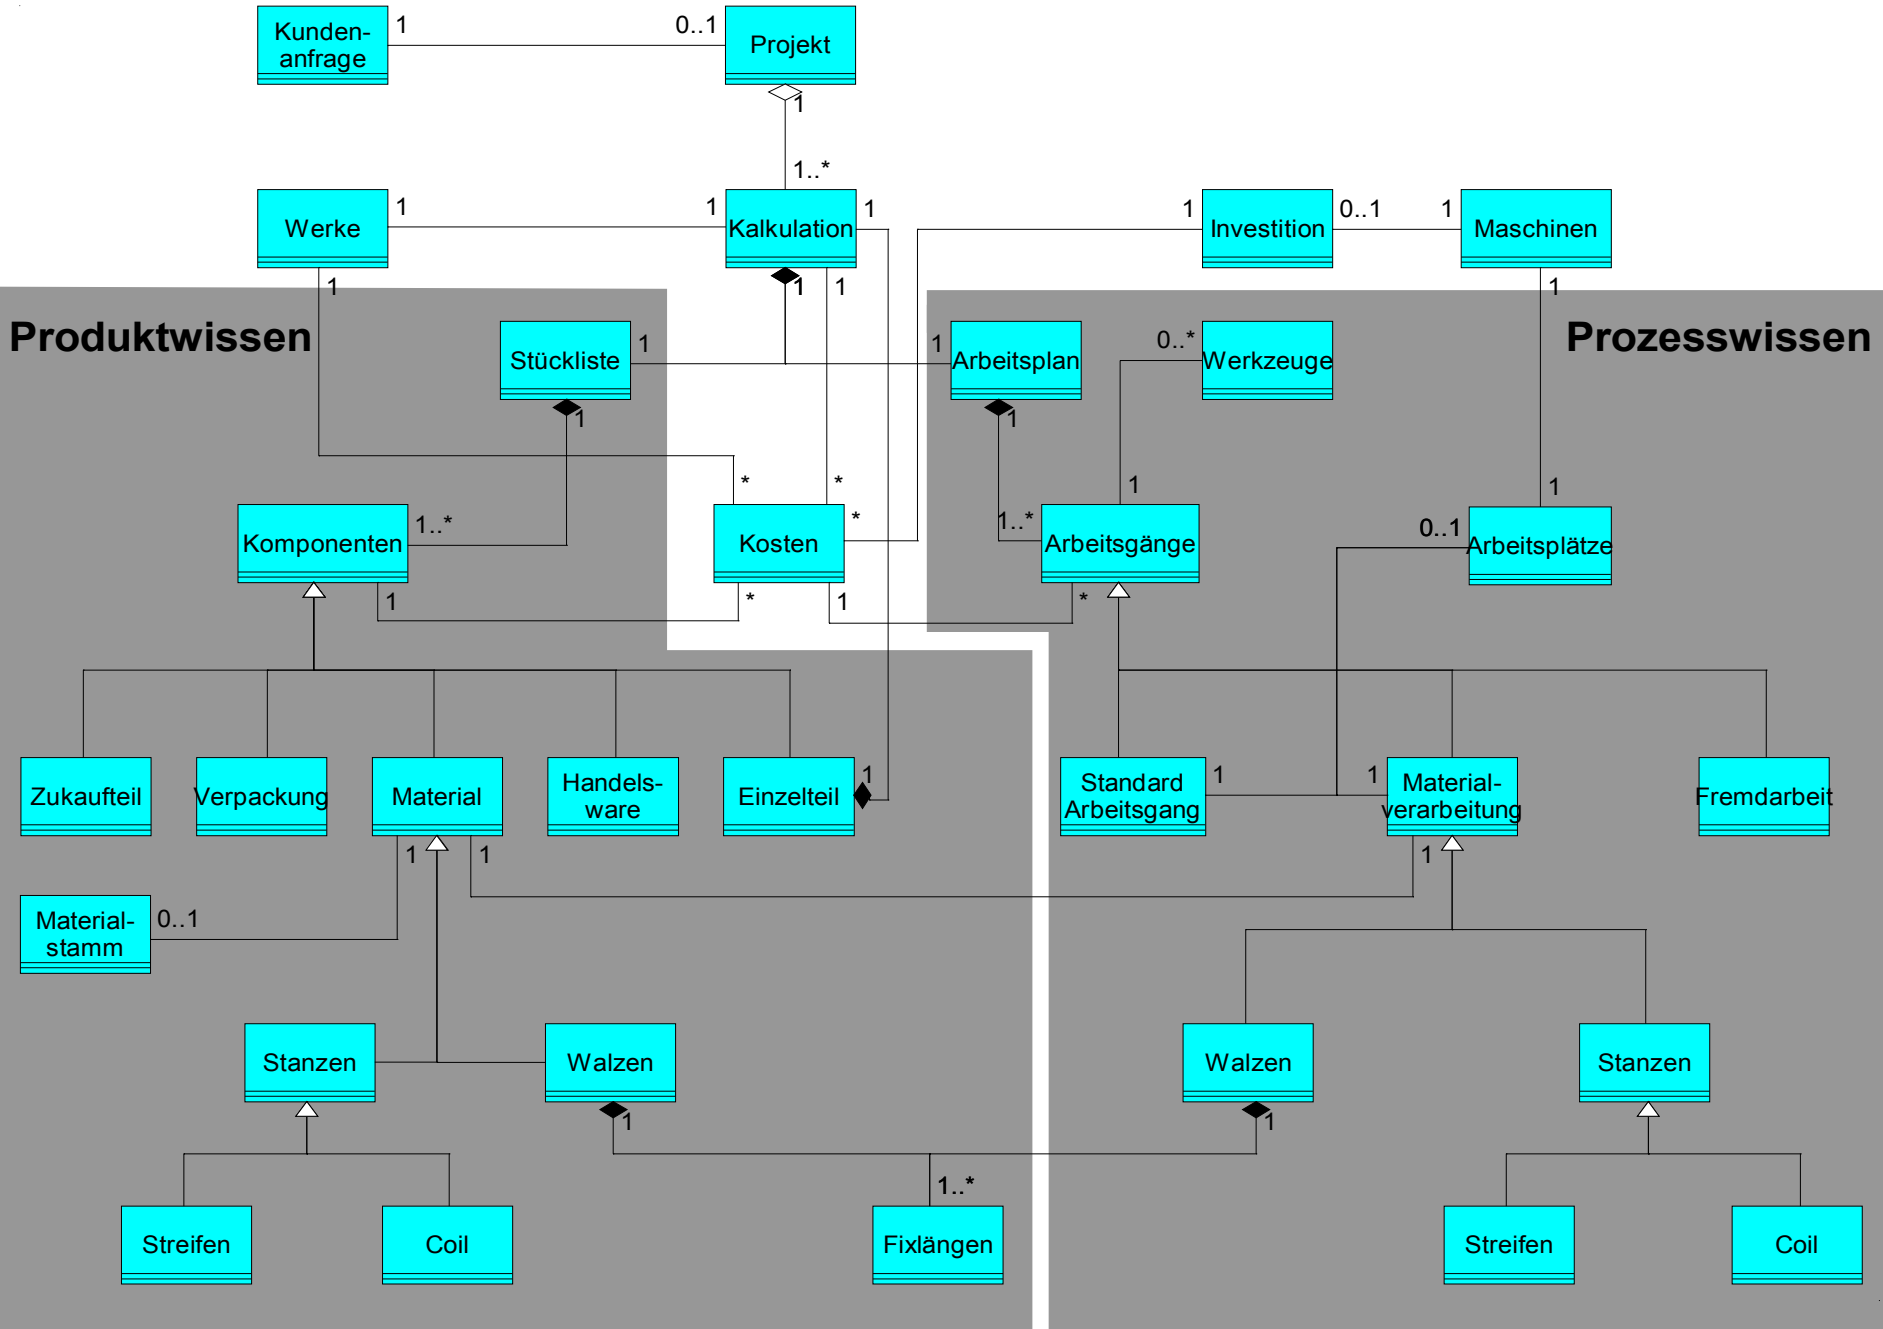 Kunden-
anfrage
1
0..1
Projekt
1
1..*
Werke
1
1
Kalkulation
1
1
Investition
0..1
1
Maschinen
1
1
1
1
Produktwissen
Prozesswissen
Stückliste
1
1
Arbeitsplan
0..*
Werkzeuge
1
1
*
*
1
1
Komponenten
1..*
Kosten
*
1..*
Arbeitsgänge
0..1
Arbeitsplätze
1
*
1
*
Zukaufteil
Verpackung
Material
Handels-
ware
Einzelteil
1
Standard
Arbeitsgang
1
1
Material-
verarbeitung
Fremdarbeit
1
1
1
Material-
stamm
0..1
Stanzen
Walzen
Walzen
Stanzen
1
1
1..*
Streifen
Coil
Fixlängen
Streifen
Coil